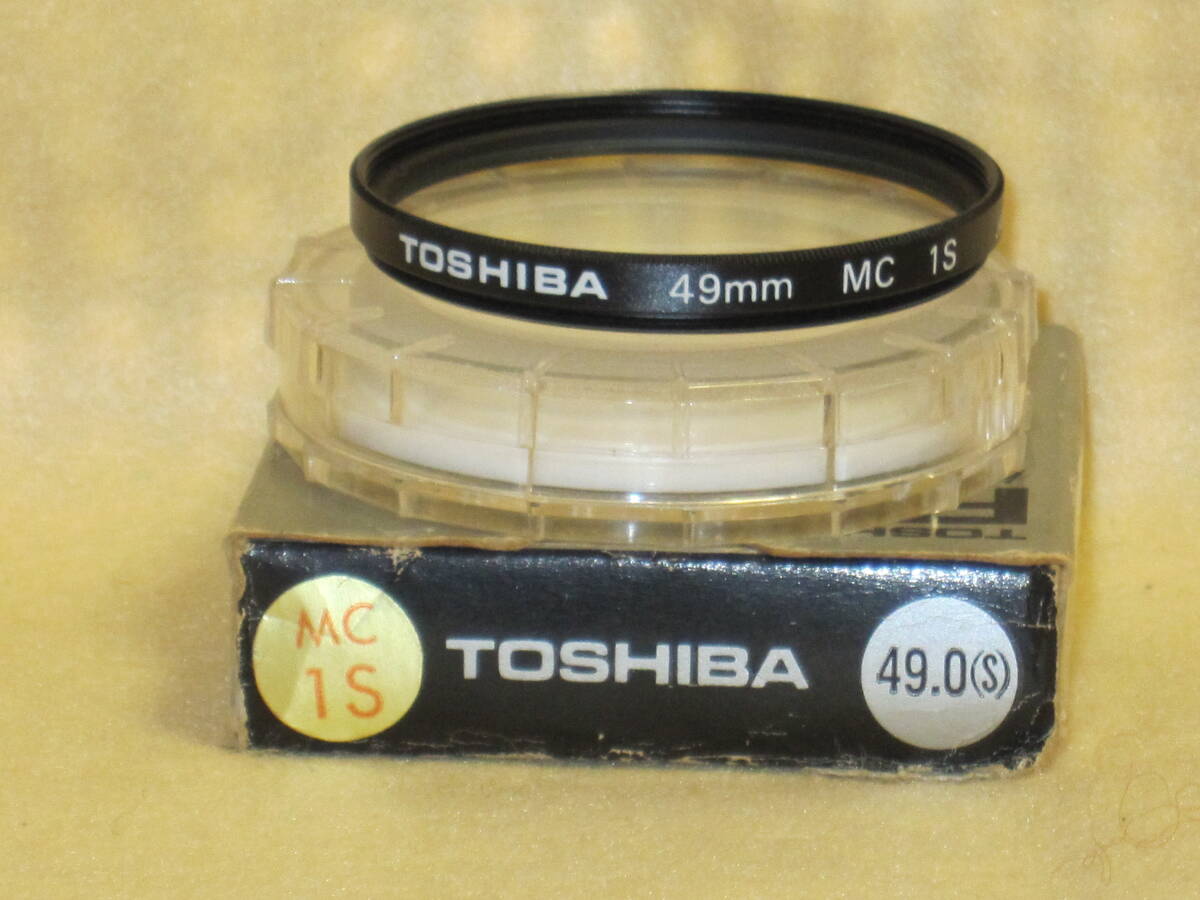 TOSHIBA 49mm MC 1S
MC
1S
TOSHIBA
49.0(S)